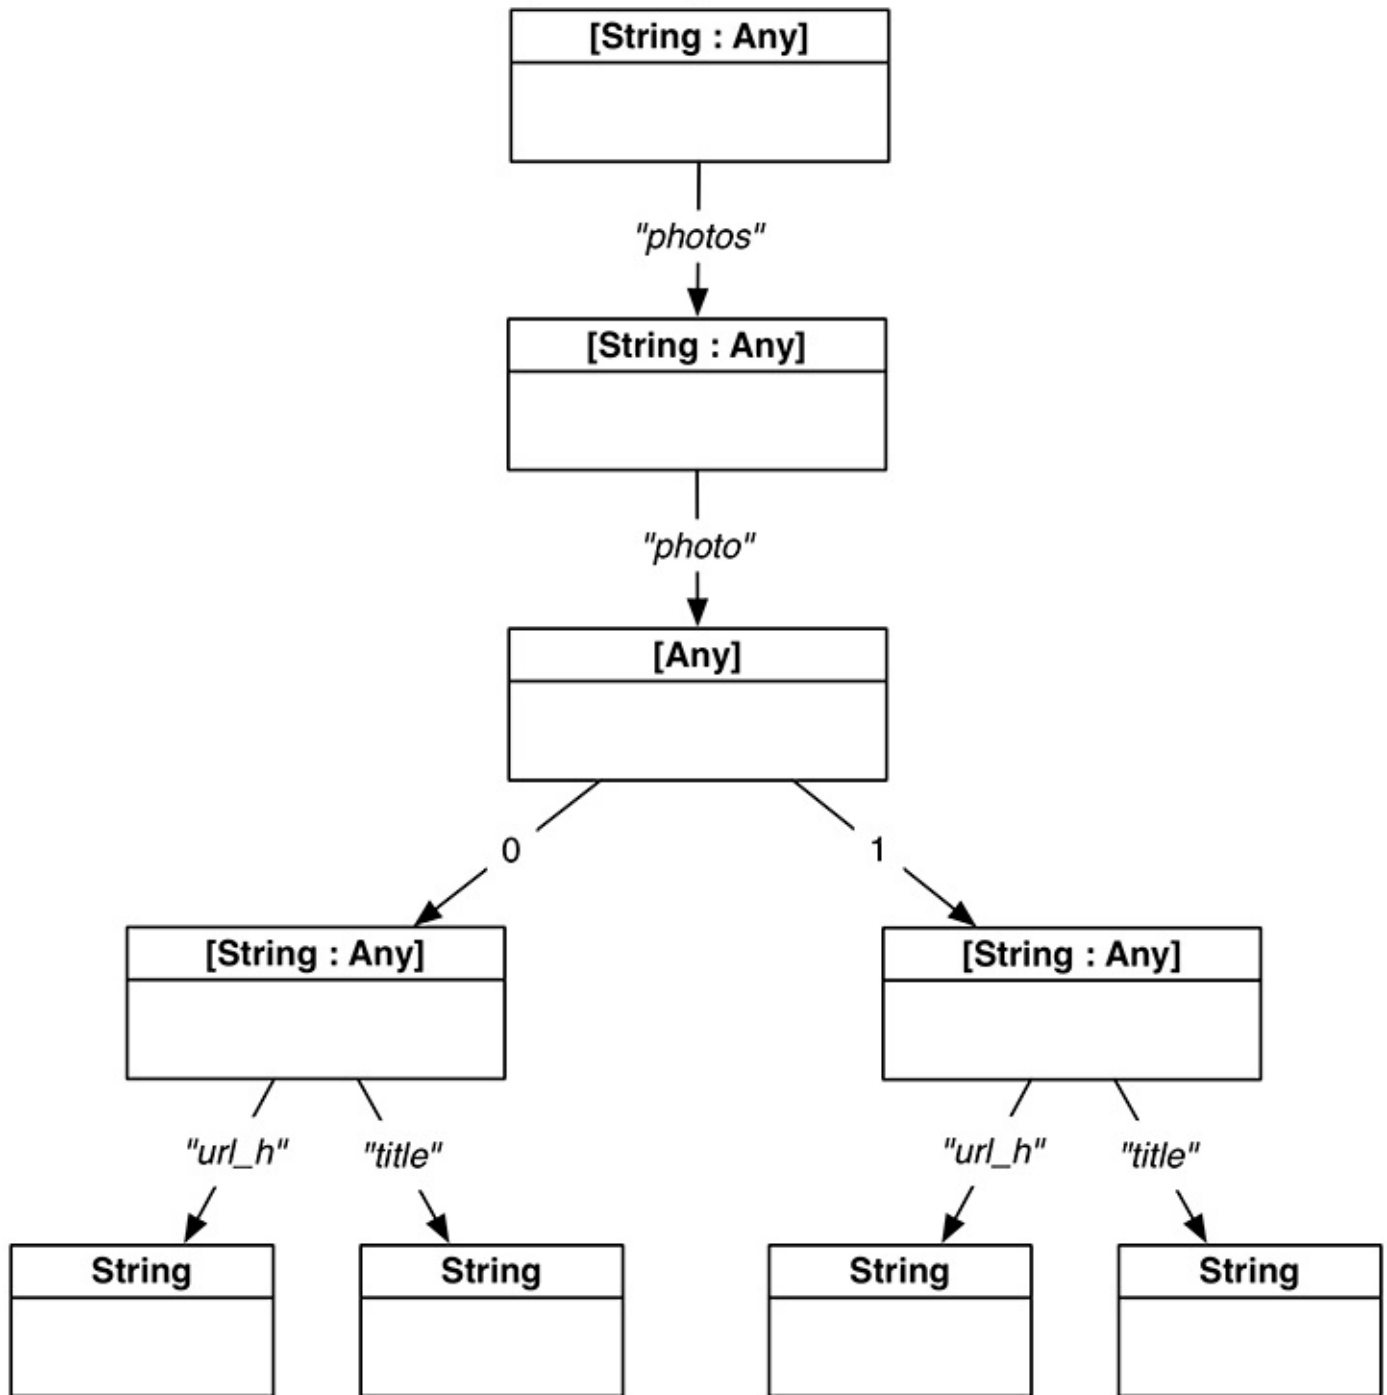 [String : Any]
"photos"
[String : Any]
"photo"
[Any]
0 1
[String : Any] [String : Any]
"url_h" "title" "url_h" "title"
String String String String